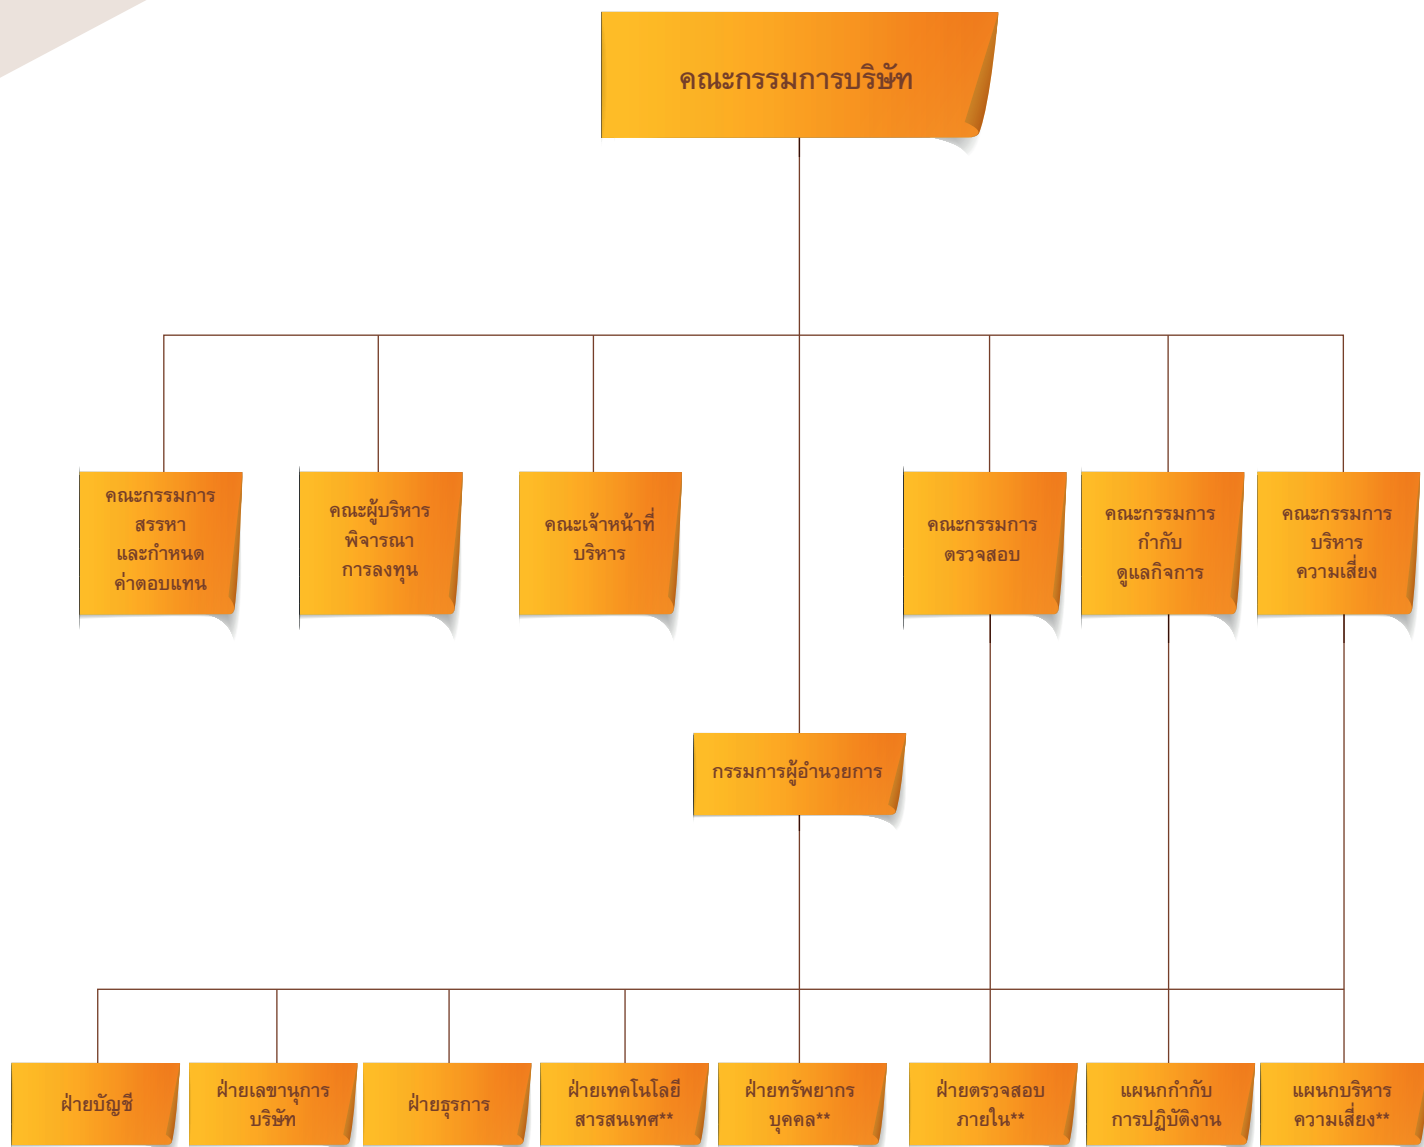 คณะกรรมการบริษัท
คณะกรรมการ
สรรหา
และกำหนด
ค่าตอบแทน
คณะผู้บริหาร
พิจารณา
การลงทุน
คณะเจ้าหน้าที่
บริหาร
คณะกรรมการ
ตรวจสอบ
คณะกรรมการ
กำกับ
ดูแลกิจการ
คณะกรรมการ
บริหาร
ความเสี่ยง
กรรมการผู้อำนวยการ
ฝ่ายบัญชี
ฝ่ายเลขานุการ
บริษัท
ฝ่ายธุรการ
ฝ่ายเทคโนโลยี
สารสนเทศ**
ฝ่ายทรัพยากร
บุคคล**
ฝ่ายตรวจสอบ
ภายใน**
แผนกกำกับ
การปฏิบัติงาน
แผนกบริหาร
ความเสี่ยง**